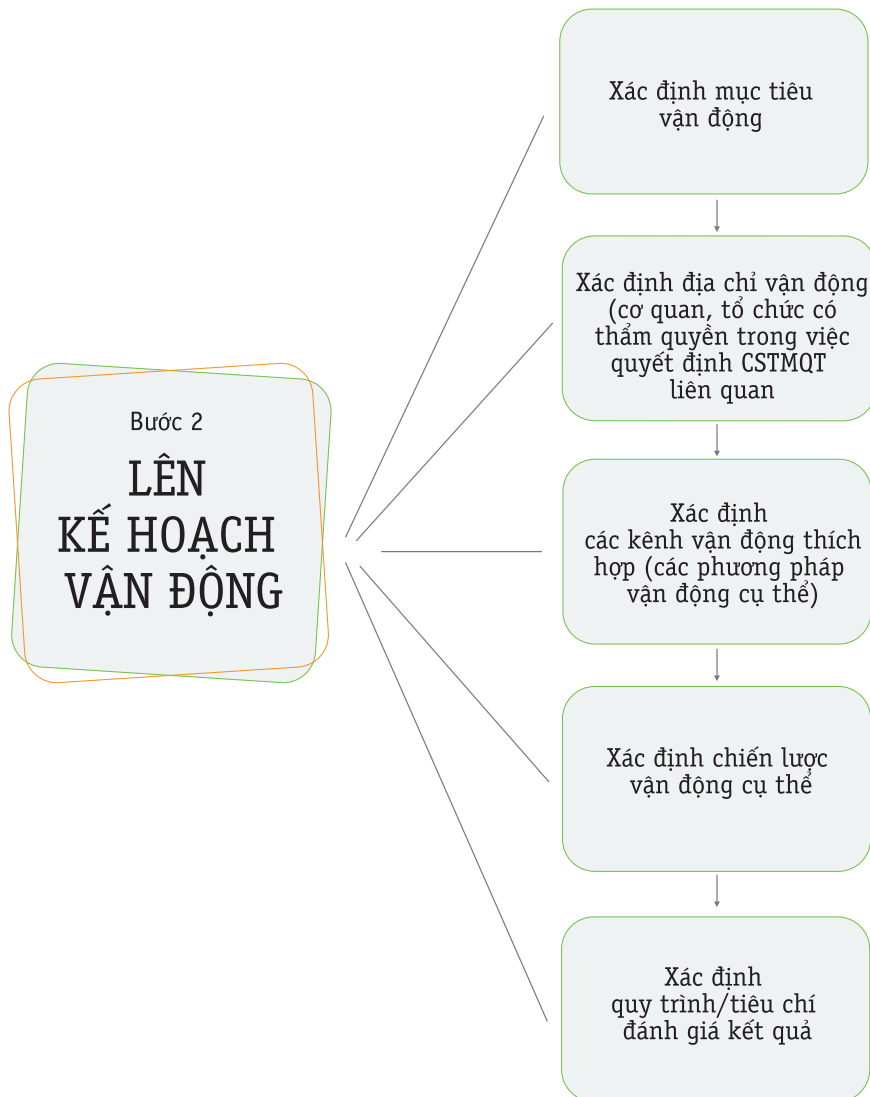 Bước 2
LÊN
KẾ HOẠCH
VẬN ĐỘNG
Xác định mục tiêu
vận động
Xác định địa chỉ vận động
(cơ quan, tổ chức có
thẩm quyền trong việc
quyết định CSTMQT
liên quan
Xác định
các kênh vận động thích
hợp (các phương pháp
vận động cụ thể)
Xác định chiến lược
vận động cụ thể
Xác định
quy trình/tiêu chí
đánh giá kết quả